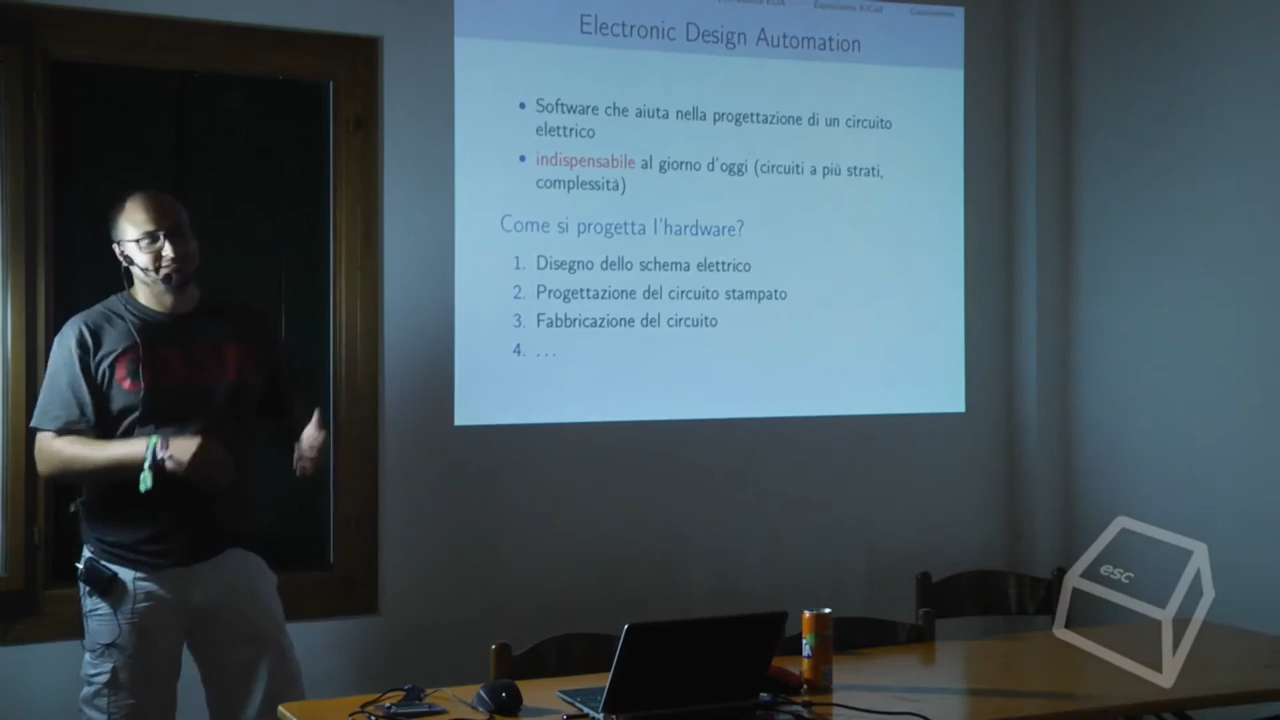 Electronic Design Automation
• Software che aiuta nella progettazione di un circuito
elettrico
• indispensabile al giorno d'oggi (circuiti a più strati,
complessità)
Come si progetta l'hardware?
1. Disegno dello schema elettrico
2. Progettazione del circuito stampato
3. Fabbricazione del circuito
4. ...
esc